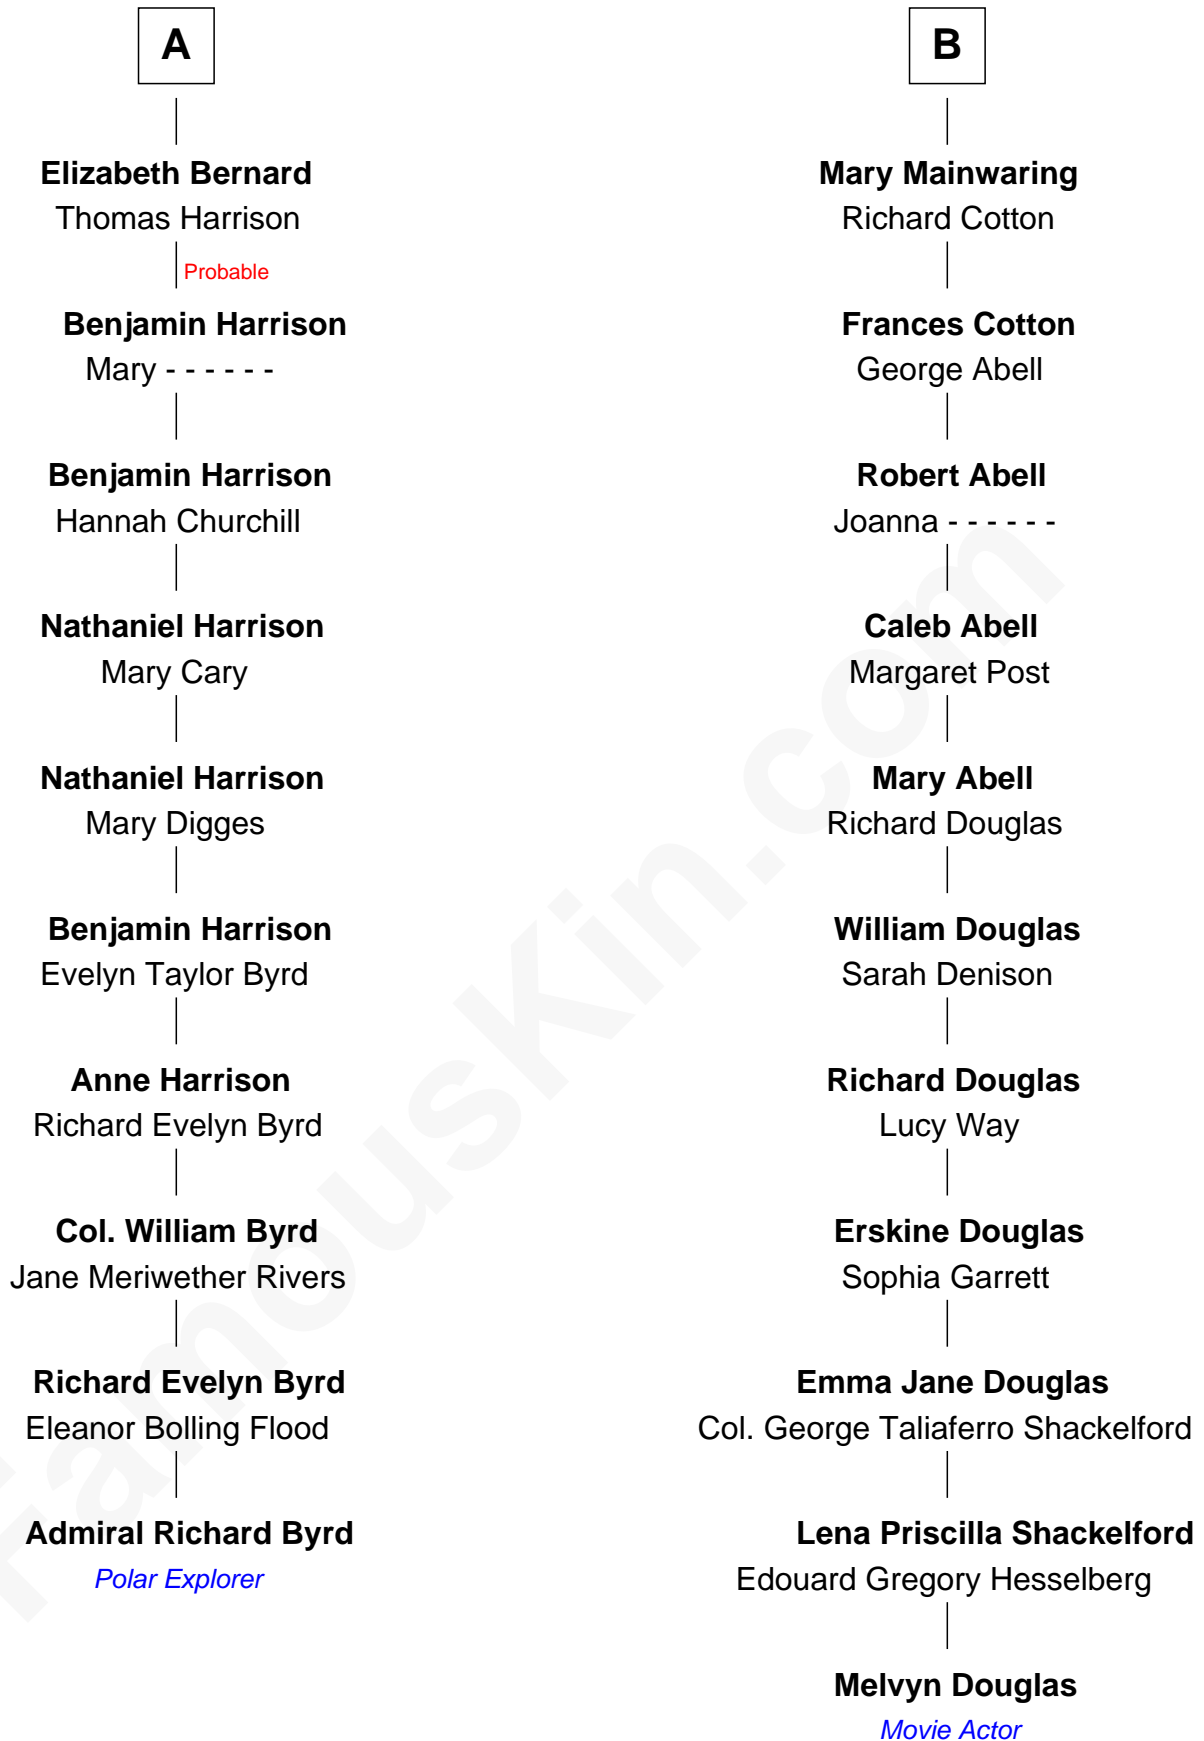 A
Elizabeth Bernard
Thomas Harrison
Probable
Benjamin Harrison
Mary - - - - - -
Benjamin Harrison
Hannah Churchill
Nathaniel Harrison
Mary Cary
Nathaniel Harrison
Mary Digges
Benjamin Harrison
Evelyn Taylor Byrd
Anne Harrison
Richard Evelyn Byrd
Col. William Byrd
Jane Meriwether Rivers
Richard Evelyn Byrd
Eleanor Bolling Flood
Admiral Richard Byrd
Polar Explorer
B
Mary Mainwaring
Richard Cotton
Frances Cotton
George Abell
Robert Abell
Joanna - - - - - -
Caleb Abell
Margaret Post
Mary Abell
Richard Douglas
William Douglas
Sarah Denison
Richard Douglas
Lucy Way
Erskine Douglas
Sophia Garrett
Emma Jane Douglas
Col. George Taliaferro Shackelford
Lena Priscilla Shackelford
Edouard Gregory Hesselberg
Melvyn Douglas
Movie Actor
FamousKin.com